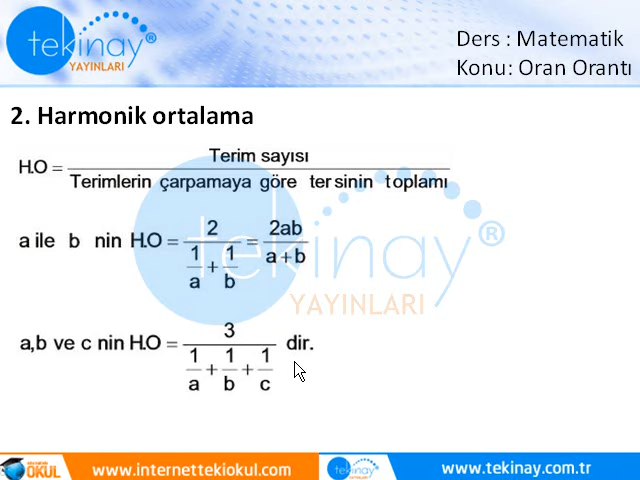 tekinay®
YAYINLARI
Ders : Matematik
Konu: Oran Orantı
2. Harmonik ortalama
H.O = Terim sayısı / Terimlerin çarpamaya göre tersinin toplamı
a ile b nin H.O = 2 / (1/a + 1/b) = 2ab / (a+b)
a,b ve c nin H.O = 3 / (1/a + 1/b + 1/c) dir.
tekinay®
YAYINLARI
OKUL
www.internettekiokul.com
tekinay
www.tekinay.com.tr